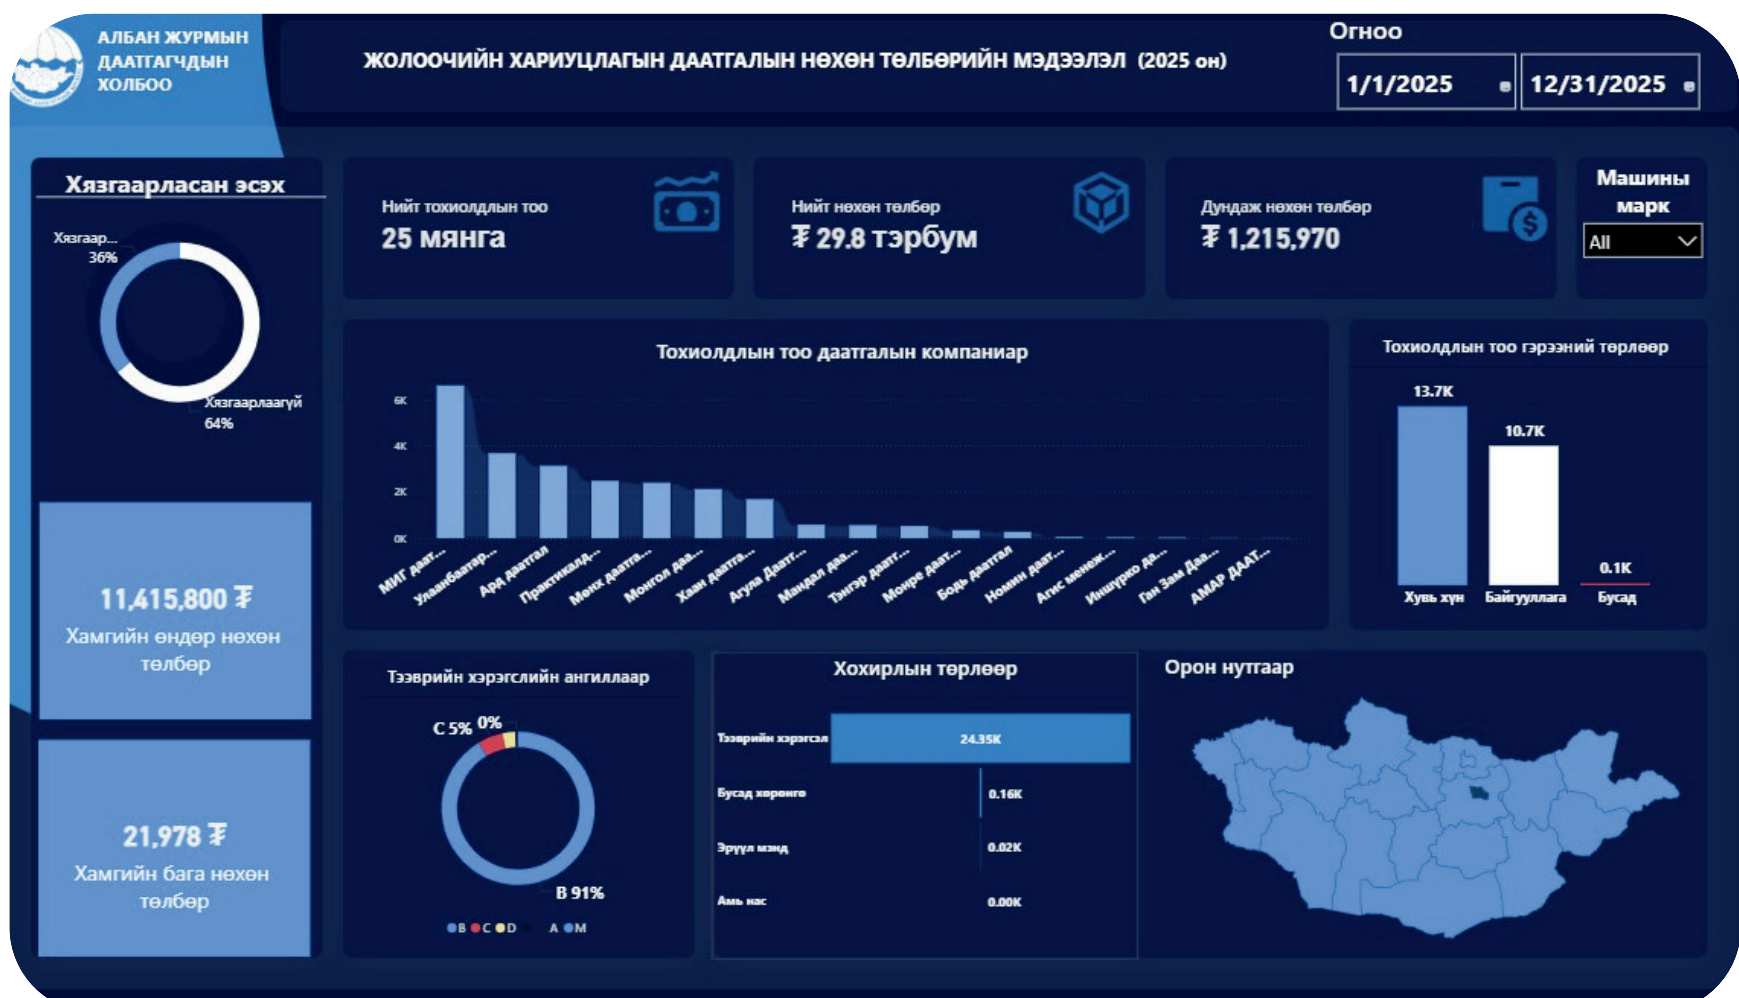 АЛБАН ЖУРМЫН
ДААТГАГЧДЫН
ХОЛБОО
ЖОЛООЧИЙН ХАРИУЦЛАГЫН ДААТГАЛЫН НӨХӨН ТӨЛБӨРИЙН МЭДЭЭЛЭЛ (2025 он)
Огноо
1/1/2025
12/31/2025
Хязгаарласан эсэх
Хязгаар...
36%
Хязгаарлаагүй
64%
11,415,800 ₮
Хамгийн өндөр нөхөн
төлбөр
21,978 ₮
Хамгийн бага нөхөн
төлбөр
Нийт тохиолдлын тоо
25 мянга
Нийт нөхөн төлбөр
₮ 29.8 тэрбум
Дундаж нөхөн төлбөр
₮ 1,215,970
Машины
марк
All
Тохиолдлын тоо даатгалын компаниар
6K
4K
2K
0K
МИГ даат...
Улаанбаатар...
Ард даатгал
Практикалд...
Мөнх даатга...
Монгол даа...
Хаан даатга...
Агула Даатг...
Мандал даа...
Тэнгэр даатг...
Монре даат...
Бодь даатгал
Номин даат...
Агис менеж...
Иншурко да...
Ган Зам Даа...
АМАР ДААТ...
Тохиолдлын тоо гэрээний төрлөөр
13.7K
10.7K
0.1K
Хувь хүн
Байгууллага
Бусад
Тээврийн хэрэгслийн ангиллаар
C 5%
0%
B 91%
B C D A M
Хохирлын төрлөөр
Тээврийн хэрэгсэл
24.35K
Бусад хөрөнгө
0.16K
Эрүүл мэнд
0.02K
Амь нас
0.00K
Орон нутгаар